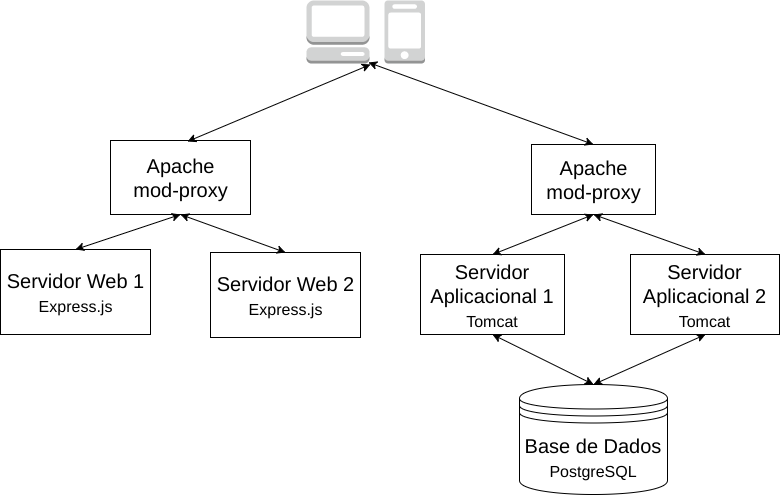 Apache
mod-proxy
Apache
mod-proxy
Servidor Web 1
Express.js
Servidor Web 2
Express.js
Servidor
Aplicacional 1
Tomcat
Servidor
Aplicacional 2
Tomcat
Base de Dados
PostgreSQL